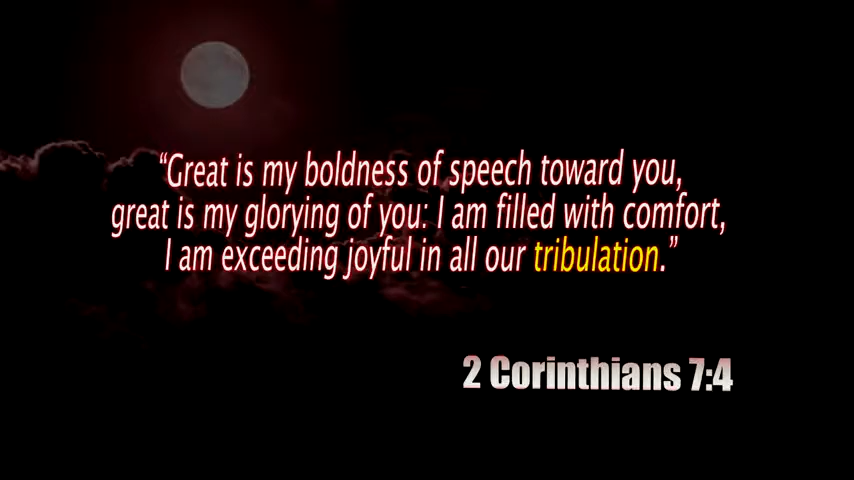 “Great is my boldness of speech toward you,
great is my glorying of you: I am filled with comfort,
I am exceeding joyful in all our tribulation.”
2 Corinthians 7:4